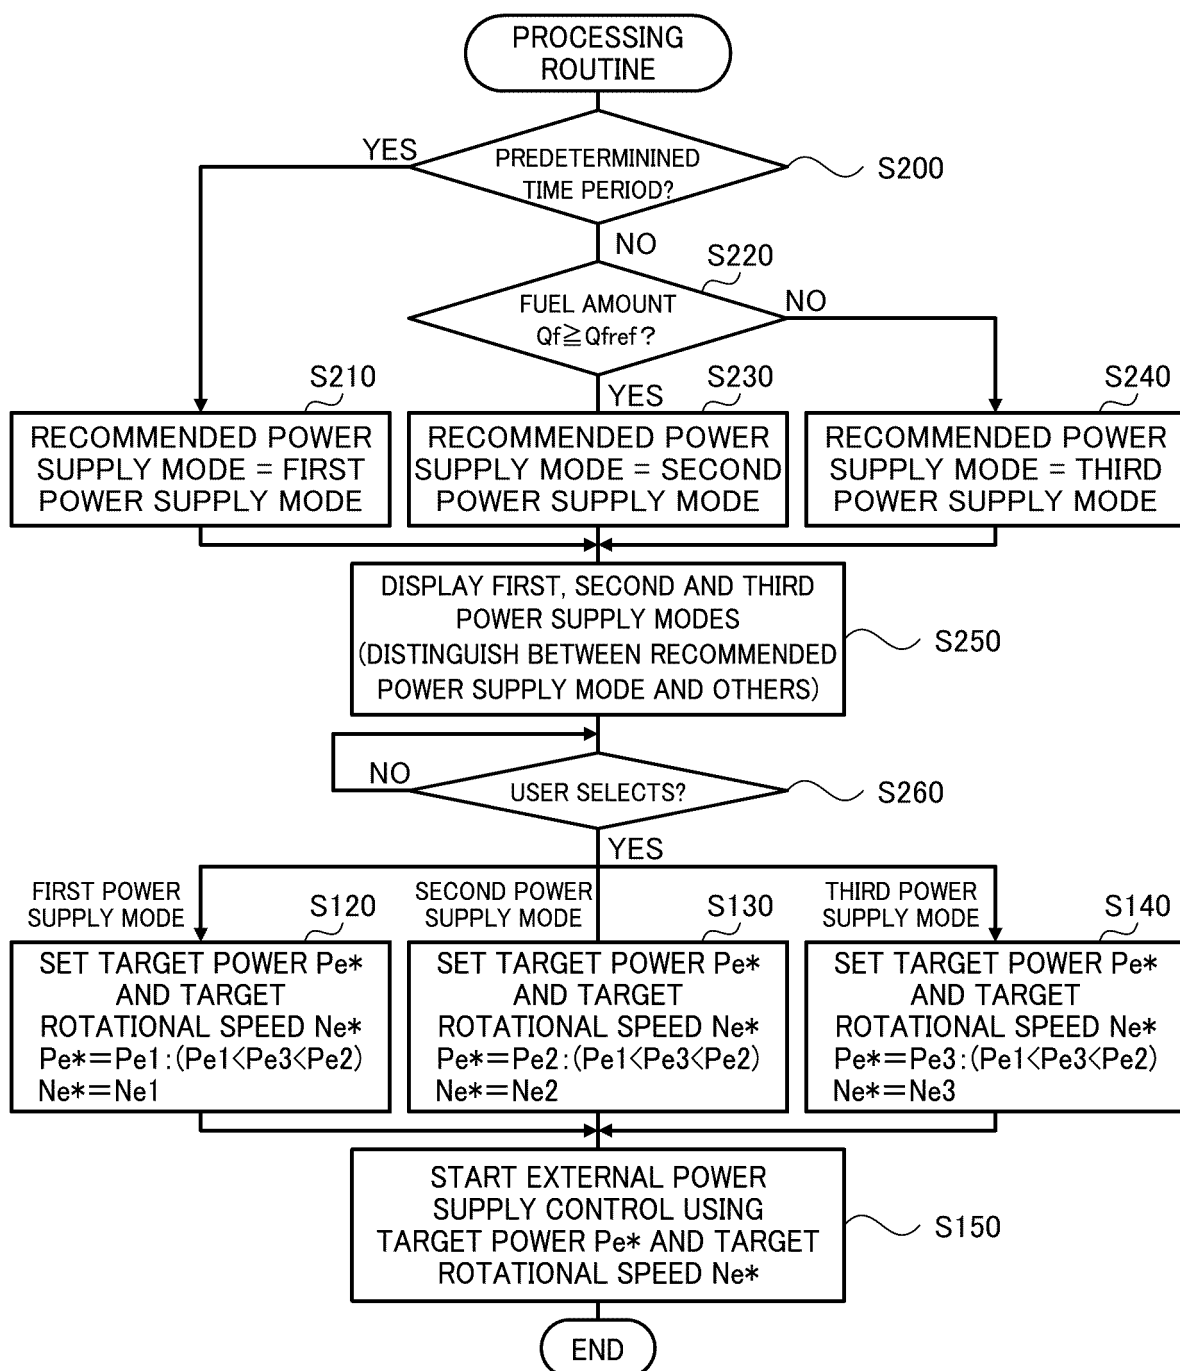 PROCESSING
ROUTINE
YES
PREDETERMININED
TIME PERIOD?
S200
NO
S220
FUEL AMOUNT
Qf≧Qfref?
NO
S210
S230
S240
YES
RECOMMENDED POWER
SUPPLY MODE = FIRST
POWER SUPPLY MODE
RECOMMENDED POWER
SUPPLY MODE = SECOND
POWER SUPPLY MODE
RECOMMENDED POWER
SUPPLY MODE = THIRD
POWER SUPPLY MODE
DISPLAY FIRST, SECOND AND THIRD
POWER SUPPLY MODES
(DISTINGUISH BETWEEN RECOMMENDED
POWER SUPPLY MODE AND OTHERS)
S250
NO
USER SELECTS?
S260
YES
FIRST POWER
SUPPLY MODE
S120
SECOND POWER
SUPPLY MODE
S130
THIRD POWER
SUPPLY MODE
S140
SET TARGET POWER Pe*
AND TARGET
ROTATIONAL SPEED Ne*
Pe*=Pe1:(Pe1<Pe3<Pe2)
Ne*=Ne1
SET TARGET POWER Pe*
AND TARGET
ROTATIONAL SPEED Ne*
Pe*=Pe2:(Pe1<Pe3<Pe2)
Ne*=Ne2
SET TARGET POWER Pe*
AND TARGET
ROTATIONAL SPEED Ne*
Pe*=Pe3:(Pe1<Pe3<Pe2)
Ne*=Ne3
START EXTERNAL POWER
SUPPLY CONTROL USING
TARGET POWER Pe* AND TARGET
ROTATIONAL SPEED Ne*
S150
END